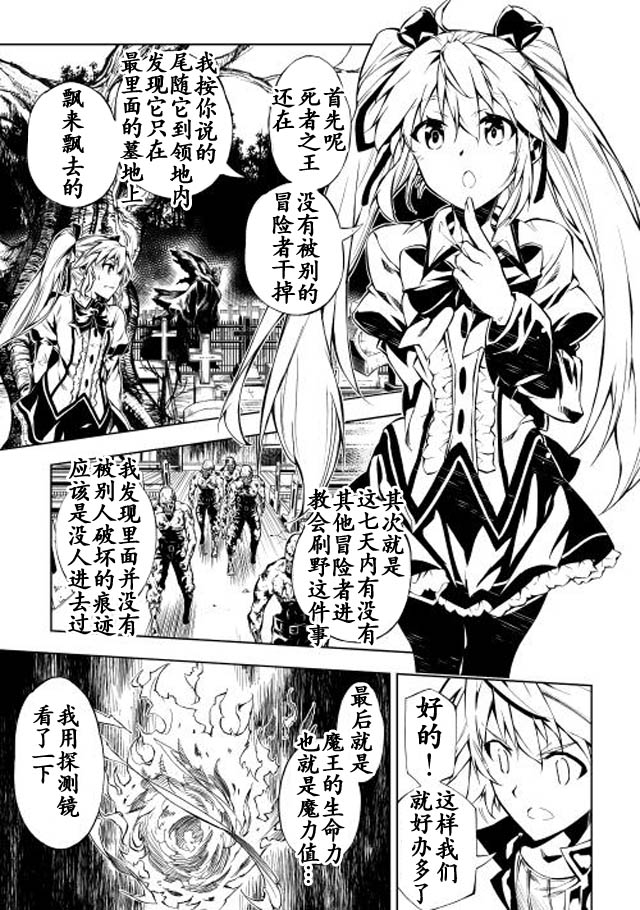 首先呢
死者之王
还在
没有被别的
冒险者干掉
我按你说的
尾随它到领地内
发现它只在
最里面的墓地上
飘来飘去的
其次就是
这七天内有没有
其他冒险者进
教会刷野这件事
我发现里面并没有
被别人破坏的痕迹
应该是没人进去过
好的！
这样我们
就好办多了
最后就是
魔王的生命力
也就是魔力值…
我用探测镜
看了一下